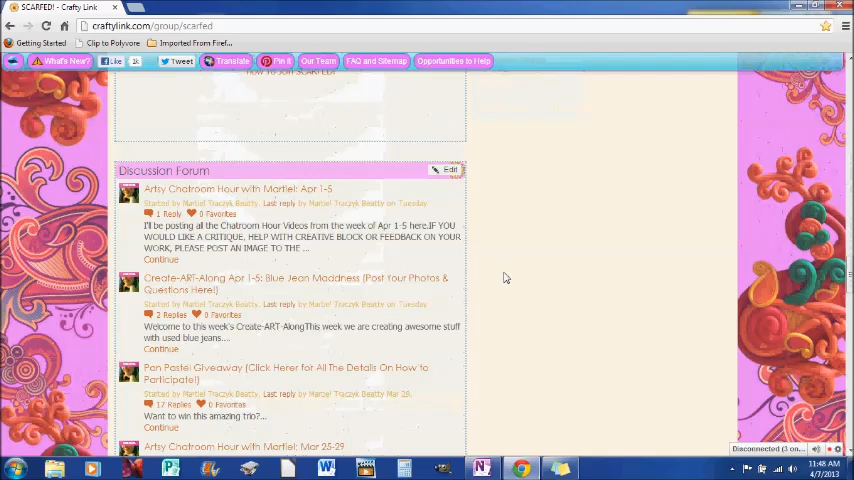 SCARFED! - Crafty Link
craftylink.com/group/scarfed
Getting Started Clip to Polyvore Imported From Firef...
What's New? Like 1k Tweet Translate Pin it Our Team FAQ and Sitemap Opportunities to Help
How To Join SCARFED!
Discussion Forum
Edit
Artsy Chatroom Hour with Martiel: Apr 1-5
Started by Martiel Traczyk Beatty. Last reply by Martiel Traczyk Beatty on Tuesday
1 Reply 0 Favorites
I'll be posting all the Chatroom Hour Videos from the week of Apr 1-5 here.IF YOU
WOULD LIKE A CRITIQUE, HELP WITH CREATIVE BLOCK OR FEEDBACK ON YOUR
WORK, PLEASE POST AN IMAGE TO THE ...
Continue
Create-ART-Along Apr 1-5: Blue Jean Maddness (Post Your Photos &
Questions Here!)
Started by Martiel Traczyk Beatty. Last reply by Martiel Traczyk Beatty on Tuesday
2 Replies 0 Favorites
Welcome to this week's Create-ART-AlongThis week we are creating awesome stuff
with used blue jeans....
Continue
Pan Pastel Giveaway (Click Herer for All The Details On How to
Participate!)
Started by Martiel Traczyk Beatty. Last reply by Martiel Traczyk Beatty Mar 29.
17 Replies 0 Favorites
Want to win this amazing trio?...
Continue
Artsy Chatroom Hour with Martiel: Mar 25-29
Disconnected (3 on...
11:48 AM
4/7/2013